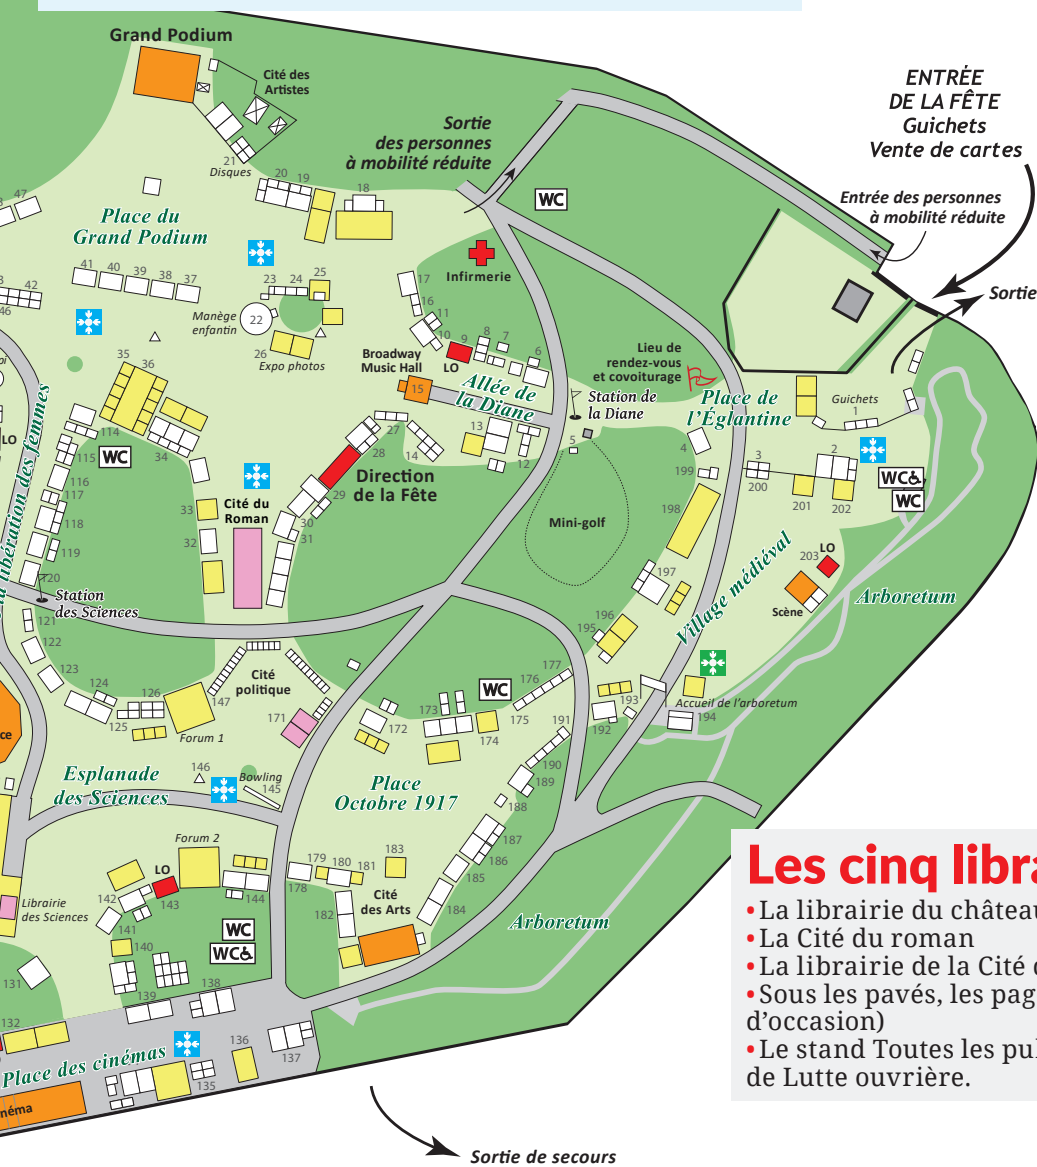 Grand Podium
Cité des
Artistes
ENTRÉE
DE LA FÊTE
Guichets
Vente de cartes
Sortie
des personnes
à mobilité réduite
21
Disques
20
19
18
WC
Entrée des personnes
à mobilité réduite
47
Place du
Grand Podium
Infirmerie
Sortie
41
40
39
38
37
42
46
23
24
25
17
16
11
10
9
8
7
6
Manège
enfantin
22
26
Expo photos
Broadway
Music Hall
15
LO
Allée de
la Diane
Lieu de
rendez-vous
et covoiturage
Station de
la Diane
Place de
l'Églantine
Guichets
1
35
36
27
28
14
13
12
5
4
3
2
LO
114
34
WC
115
116
117
118
119
120
la libération des femmes
Direction
de la Fête
29
30
31
33
32
Cité du
Roman
Mini-golf
199
198
200
201
202
WC
WC
203
LO
Scène
Arboretum
Village médiéval
197
196
195
Station
des Sciences
121
122
123
124
125
126
147
Forum 1
Cité
politique
171
172
173
174
WC
175
176
177
191
190
189
188
187
186
185
184
192
193
194
Accueil de l'arboretum
Esplanade
des Sciences
146
Bowling
145
Place
Octobre 1917
Forum 2
LO
142
143
144
141
140
139
138
131
132
Librairie
des Sciences
178
179
180
181
182
183
Cité
des Arts
WC
WC
Arboretum
Place des cinémas
135
136
137
Sortie de secours
Les cinq libra
• La librairie du château
• La Cité du roman
• La librairie de la Cité
• Sous les pavés, les pag
d'occasion)
• Le stand Toutes les pu
de Lutte ouvrière.